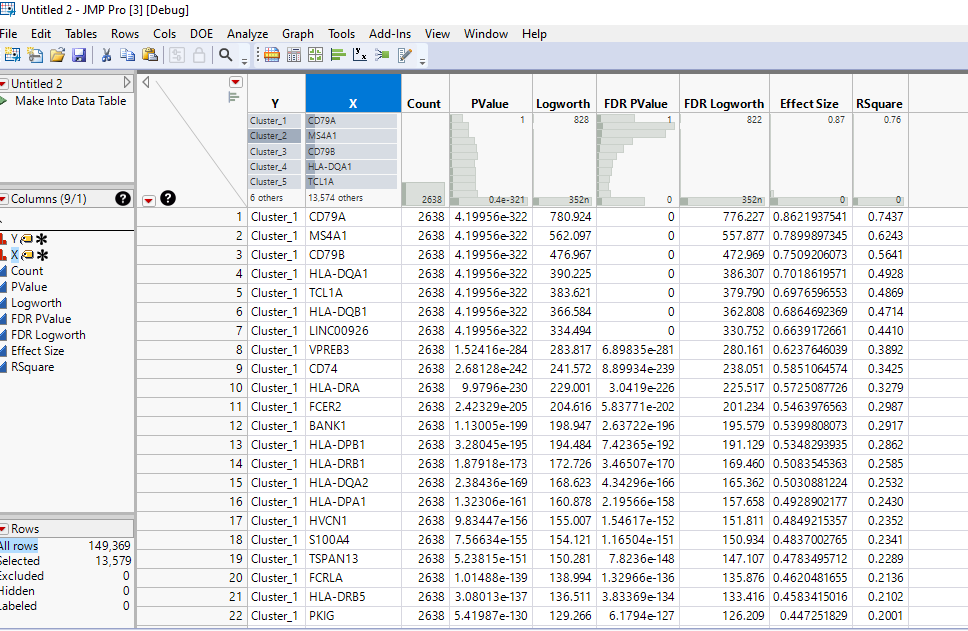 Untitled 2 - JMP Pro [3] [Debug]
File Edit Tables Rows Cols DOE Analyze Graph Tools Add-Ins View Window Help
Untitled 2
Make Into Data Table
Columns (9/1)
Y
X
Count
PValue
Logworth
FDR PValue
FDR Logworth
Effect Size
RSquare
Rows
All rows 149,369
Selected 13,579
Excluded 0
Hidden 0
Labeled 0
Y X Count PValue Logworth FDR PValue FDR Logworth Effect Size RSquare
Cluster_1 CD79A 1 828 1 822 0.87 0.76
Cluster_2 MS4A1
Cluster_3 CD79B
Cluster_4 HLA-DQA1
Cluster_5 TCL1A
6 others 13,574 others 2638 0.4e-321 352n 0 352n 0 0
1 Cluster_1 CD79A 2638 4.19956e-322 780.924 0 776.227 0.8621937541 0.7437
2 Cluster_1 MS4A1 2638 4.19956e-322 562.097 0 557.877 0.7899897345 0.6243
3 Cluster_1 CD79B 2638 4.19956e-322 476.967 0 472.969 0.7509206073 0.5641
4 Cluster_1 HLA-DQA1 2638 4.19956e-322 390.225 0 386.307 0.7018619571 0.4928
5 Cluster_1 TCL1A 2638 4.19956e-322 383.621 0 379.790 0.6976596553 0.4869
6 Cluster_1 HLA-DQB1 2638 4.19956e-322 366.584 0 362.808 0.6864692369 0.4714
7 Cluster_1 LINC00926 2638 4.19956e-322 334.494 0 330.752 0.6639172661 0.4410
8 Cluster_1 VPREB3 2638 1.52416e-284 283.817 6.89835e-281 280.161 0.6237646039 0.3892
9 Cluster_1 CD74 2638 2.68128e-242 241.572 8.89934e-239 238.051 0.5851064574 0.3425
10 Cluster_1 HLA-DRA 2638 9.9796e-230 229.001 3.0419e-226 225.517 0.5725087726 0.3279
11 Cluster_1 FCER2 2638 2.42329e-205 204.616 5.83771e-202 201.234 0.5463976563 0.2987
12 Cluster_1 BANK1 2638 1.13005e-199 198.947 2.63722e-196 195.579 0.5399808073 0.2917
13 Cluster_1 HLA-DPB1 2638 3.28045e-195 194.484 7.42365e-192 191.129 0.5348293935 0.2862
14 Cluster_1 HLA-DRB1 2638 1.87918e-173 172.726 3.46507e-170 169.460 0.5083545363 0.2585
15 Cluster_1 HLA-DQA2 2638 2.38436e-169 168.623 4.34296e-166 165.362 0.5030881224 0.2532
16 Cluster_1 HLA-DPA1 2638 1.32306e-161 160.878 2.19566e-158 157.658 0.4928902177 0.2430
17 Cluster_1 HVCN1 2638 9.83447e-156 155.007 1.54617e-152 151.811 0.4849215357 0.2352
18 Cluster_1 S100A4 2638 7.56634e-155 154.121 1.16504e-151 150.934 0.4837002765 0.2341
19 Cluster_1 TSPAN13 2638 5.23815e-151 150.281 7.8236e-148 147.107 0.4783495712 0.2289
20 Cluster_1 FCRLA 2638 1.01488e-139 138.994 1.32966e-136 135.876 0.4620481655 0.2136
21 Cluster_1 HLA-DRB5 2638 3.08013e-137 136.511 3.83369e-134 133.416 0.4583415016 0.2102
22 Cluster_1 PKIG 2638 5.41987e-130 129.266 6.1794e-127 126.209 0.447251829 0.2001